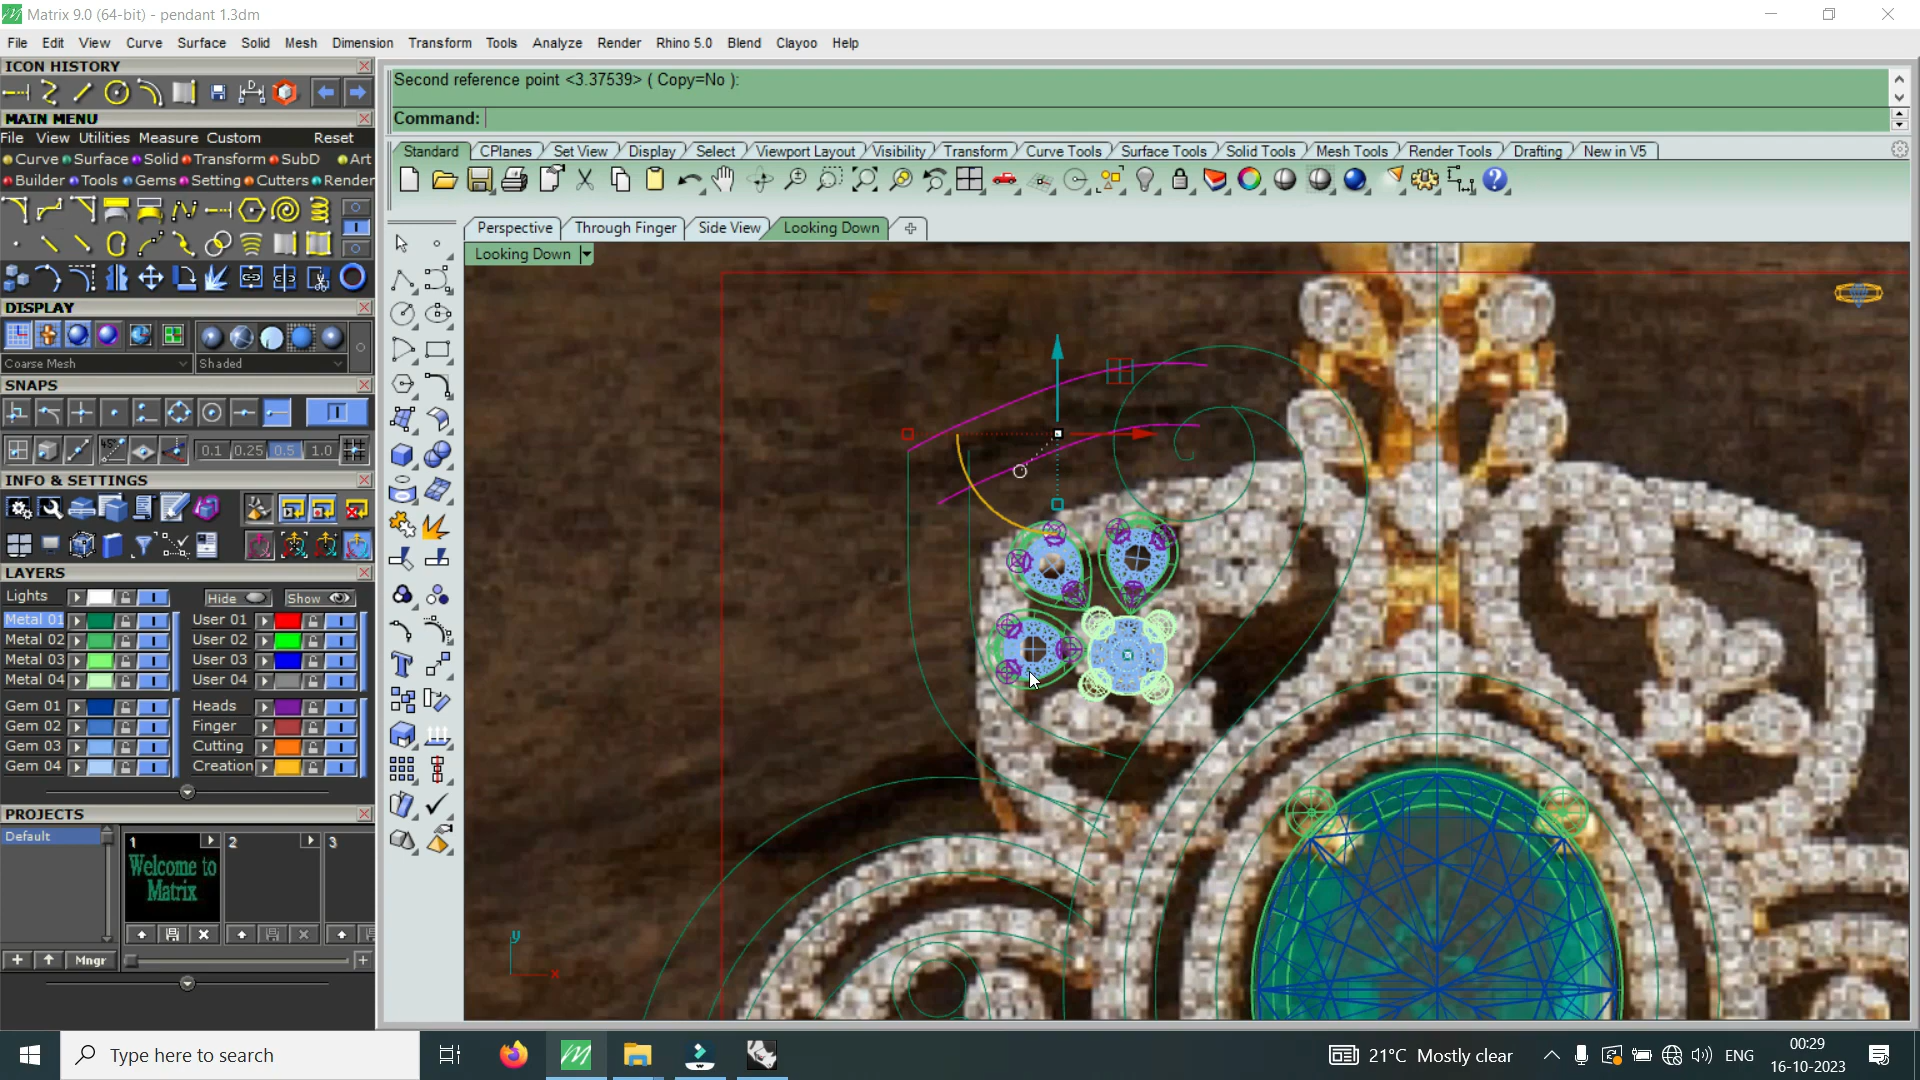 Matrix 9.0 (64-bit) - pendant 1.3dm
File Edit View Curve Surface Solid Mesh Dimension Transform Tools Analyze Render Rhino 5.0 Blend Clayoo Help
ICON HISTORY
MAIN MENU
File View Utilities Measure Custom Reset
Curve Surface Solid Transform SubD Art
Builder Tools Gems Setting Cutters Render
DISPLAY
Coarse Mesh Shaded
SNAPS
0.1 0.25 0.5 1.0
INFO & SETTINGS
LAYERS
Lights Hide Show
Metal 01 User 01
Metal 02 User 02
Metal 03 User 03
Metal 04 User 04
Gem 01 Heads
Gem 02 Finger
Gem 03 Cutting
Gem 04 Creation
PROJECTS
Default
1 2 3
Welcome to
Matrix
Mngr
Second reference point <3.37539> ( Copy=No ):
Command:
Standard CPlanes Set View Display Select Viewport Layout Visibility Transform Curve Tools Surface Tools Solid Tools Mesh Tools Render Tools Drafting New in V5
Perspective Through Finger Side View Looking Down
Looking Down
y
x
Type here to search
21°C Mostly clear
ENG
00:29
16-10-2023